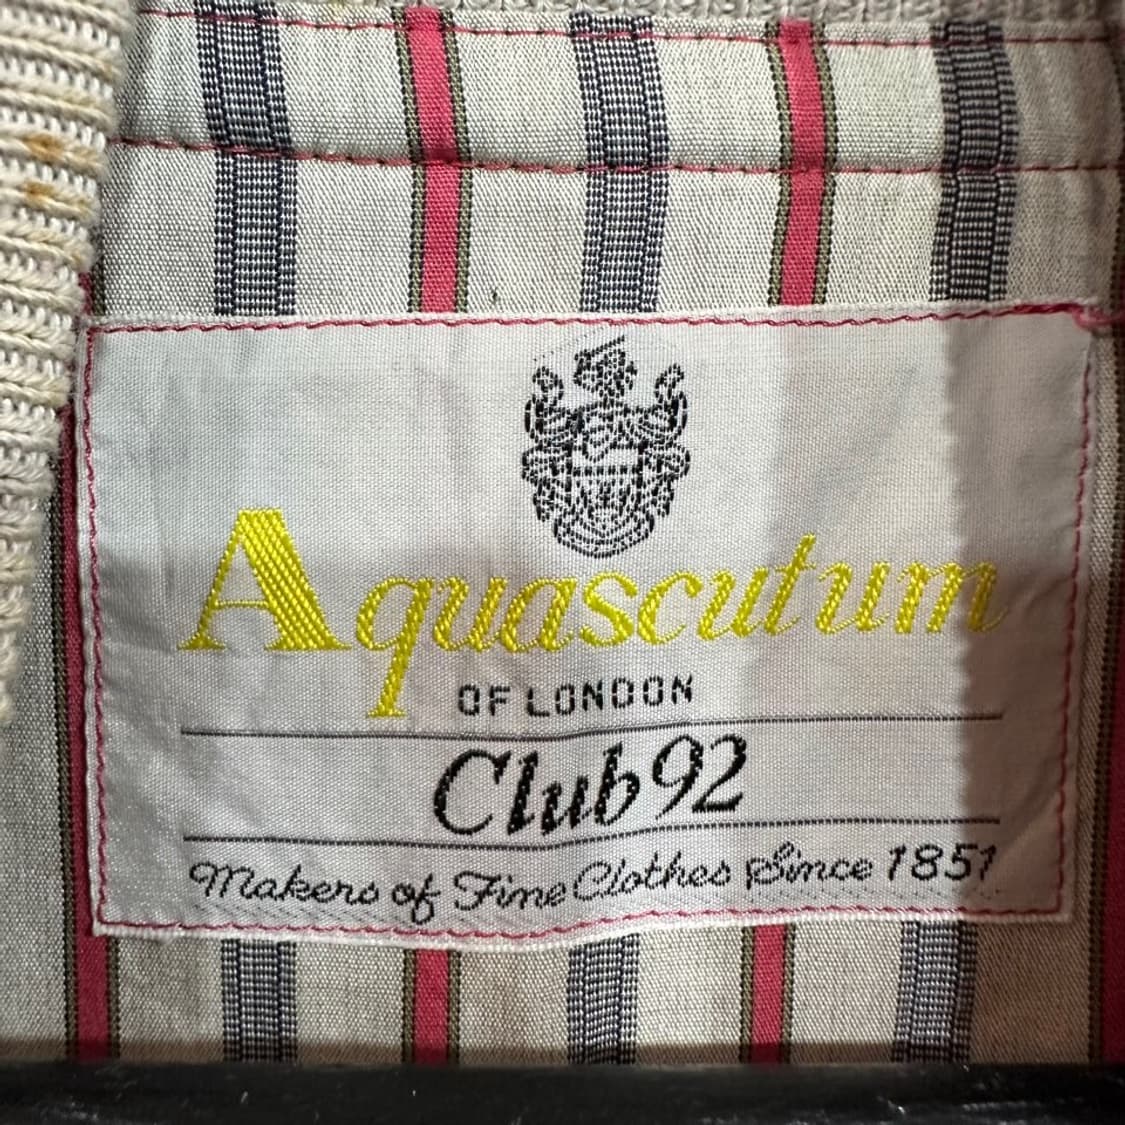 Aquascutum
OF LONDON
Club 92
Makers of Fine Clothes Since 1851